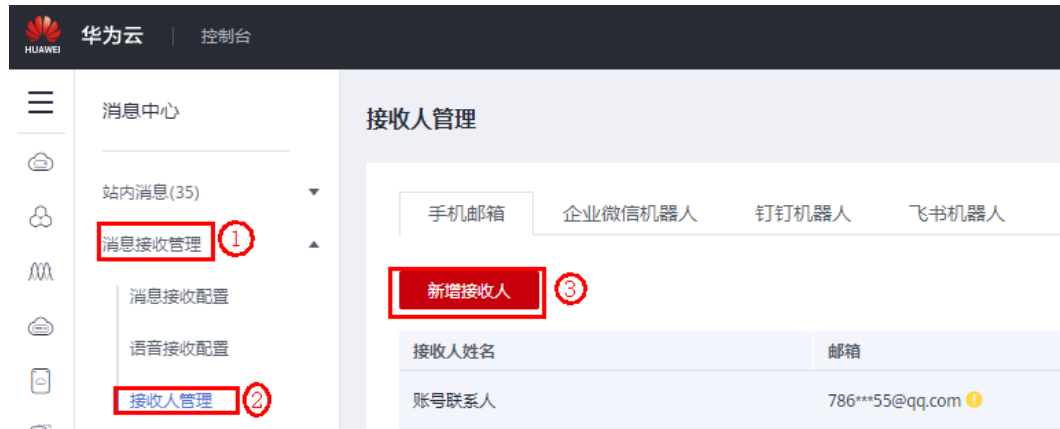 HUAWEI 华为云 控制台
消息中心
接收人管理
站内消息(35)
手机邮箱 企业微信机器人 钉钉机器人 飞书机器人
消息接收管理 ①
新增接收人 ③
消息接收配置
语音接收配置
接收人姓名 邮箱
接收人管理 ②
账号联系人 786***55@qq.com